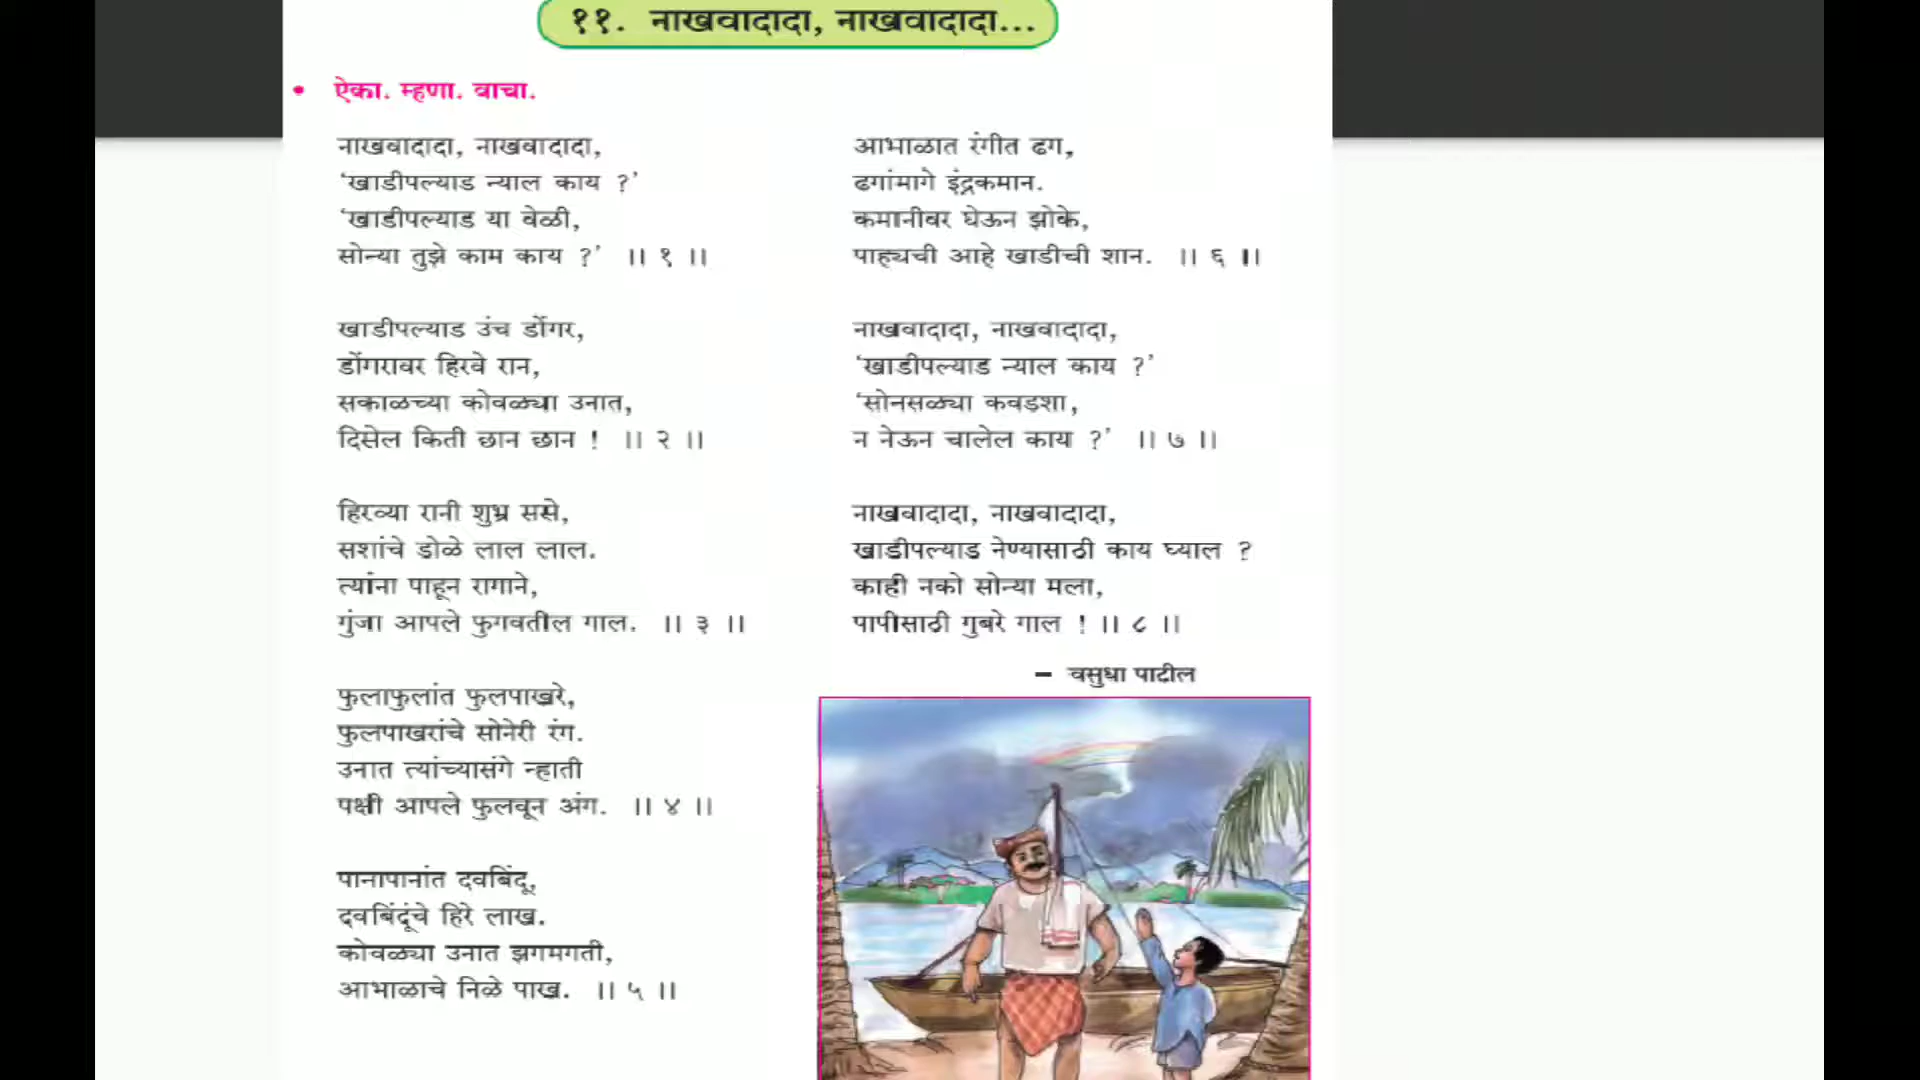 ११. नाखवादादा, नाखवादादा...
• ऐका. म्हणा. वाचा.
नाखवादादा, नाखवादादा,
‘खाडीपल्याड न्याल काय ?’
‘खाडीपल्याड या वेळी,
सोन्या तुझे काम काय ?’ ।। १ ।।
खाडीपल्याड उंच डोंगर,
डोंगरावर हिरवे रान,
सकाळच्या कोवळ्या उनात,
दिसेल किती छान छान ! ।। २ ।।
हिरव्या रानी शुभ्र ससे,
सशांचे डोळे लाल लाल.
त्यांना पाहून रागाने,
गुंजा आपले फुगवतील गाल. ।। ३ ।।
फुलाफुलांत फुलपाखरे,
फुलपाखरांचे सोनेरी रंग.
उनात त्यांच्यासंगे न्हाती
पक्षी आपले फुलवून अंग. ।। ४ ।।
पानापानांत दवबिंदू,
दवबिंदूंचे हिरे लाख.
कोवळ्या उनात झगमगती,
आभाळाचे निळे पाख. ।। ५ ।।
आभाळात रंगीत ढग,
ढगांमागे इंद्रकमान.
कमानीवर घेऊन झोके,
पाह्यची आहे खाडीची शान. ।। ६ ।।
नाखवादादा, नाखवादादा,
‘खाडीपल्याड न्याल काय ?’
‘सोनसळ्या कवडशा,
न नेऊन चालेल काय ?’ ।। ७ ।।
नाखवादादा, नाखवादादा,
खाडीपल्याड नेण्यासाठी काय घ्याल ?
काही नको सोन्या मला,
पापीसाठी गुबरे गाल ! ।। ८ ।।
– वसुधा पाटील